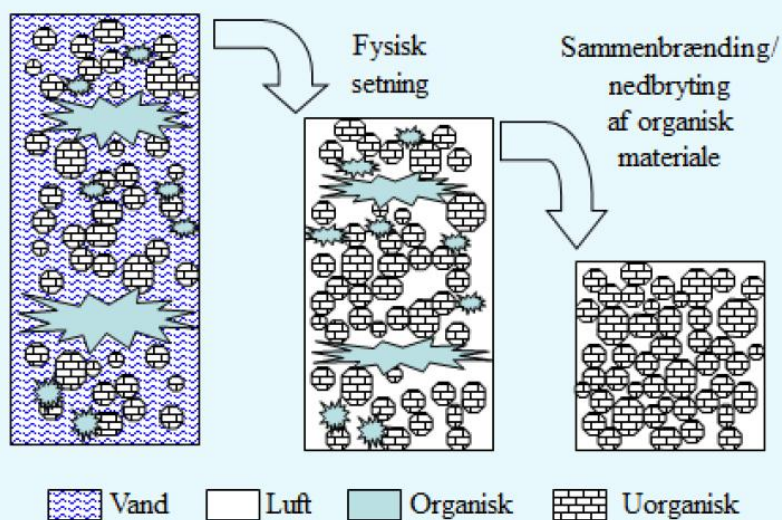 Fysisk
setning
Sammenbrænding/
nedbryting
af organisk
materiale
Vand
Luft
Organisk
Uorganisk